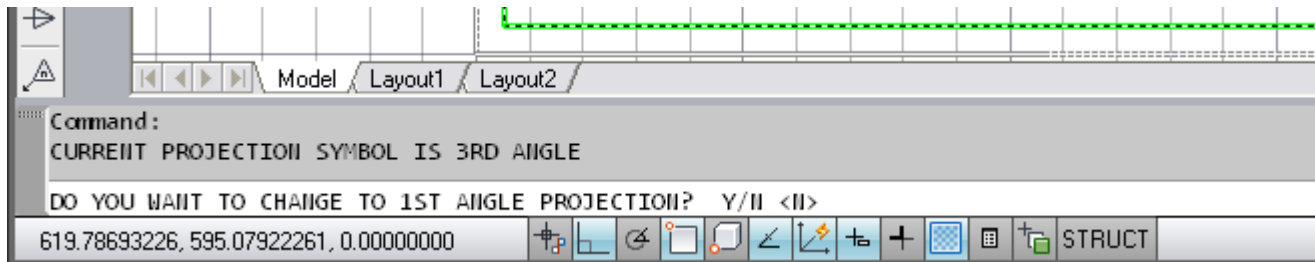 Model Layout1 Layout2
Command:
CURRENT PROJECTION SYMBOL IS 3RD ANGLE
DO YOU WANT TO CHANGE TO 1ST ANGLE PROJECTION? Y/N <N>
619.78693226, 595.07922261, 0.00000000 STRUCT